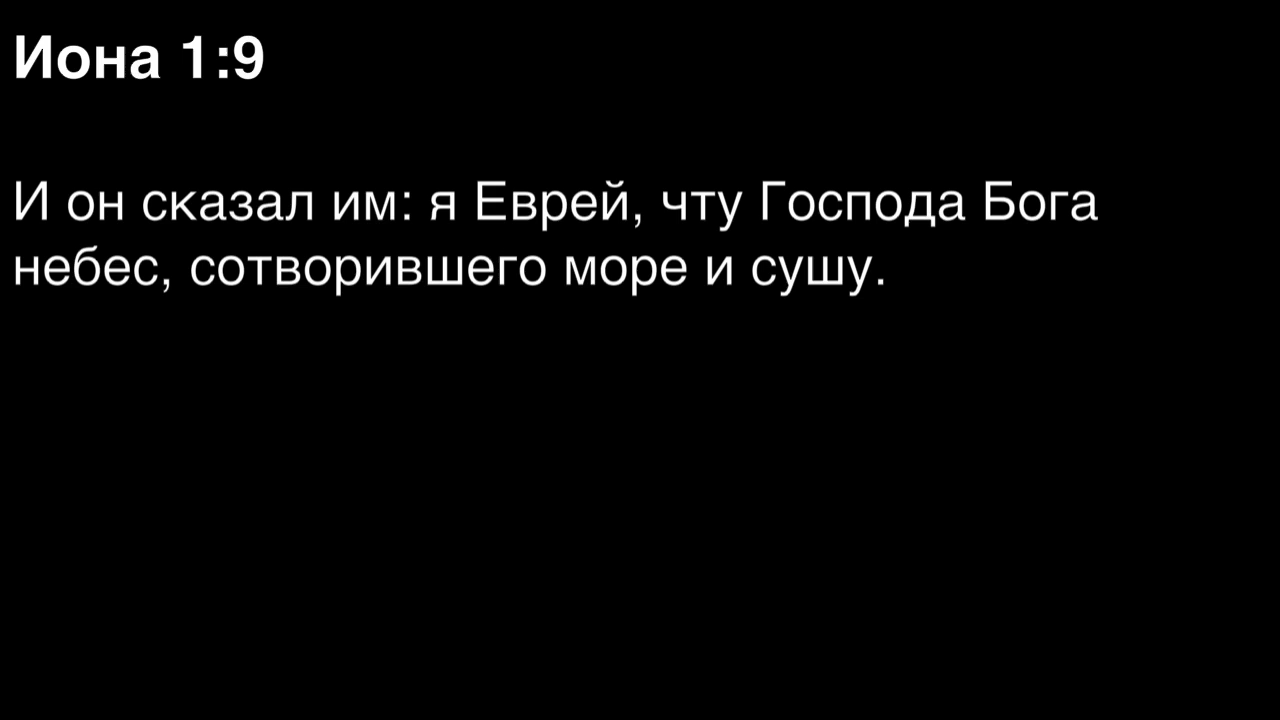 Иона 1:9
И он сказал им: я Еврей, чту Господа Бога
небес, сотворившего море и сушу.